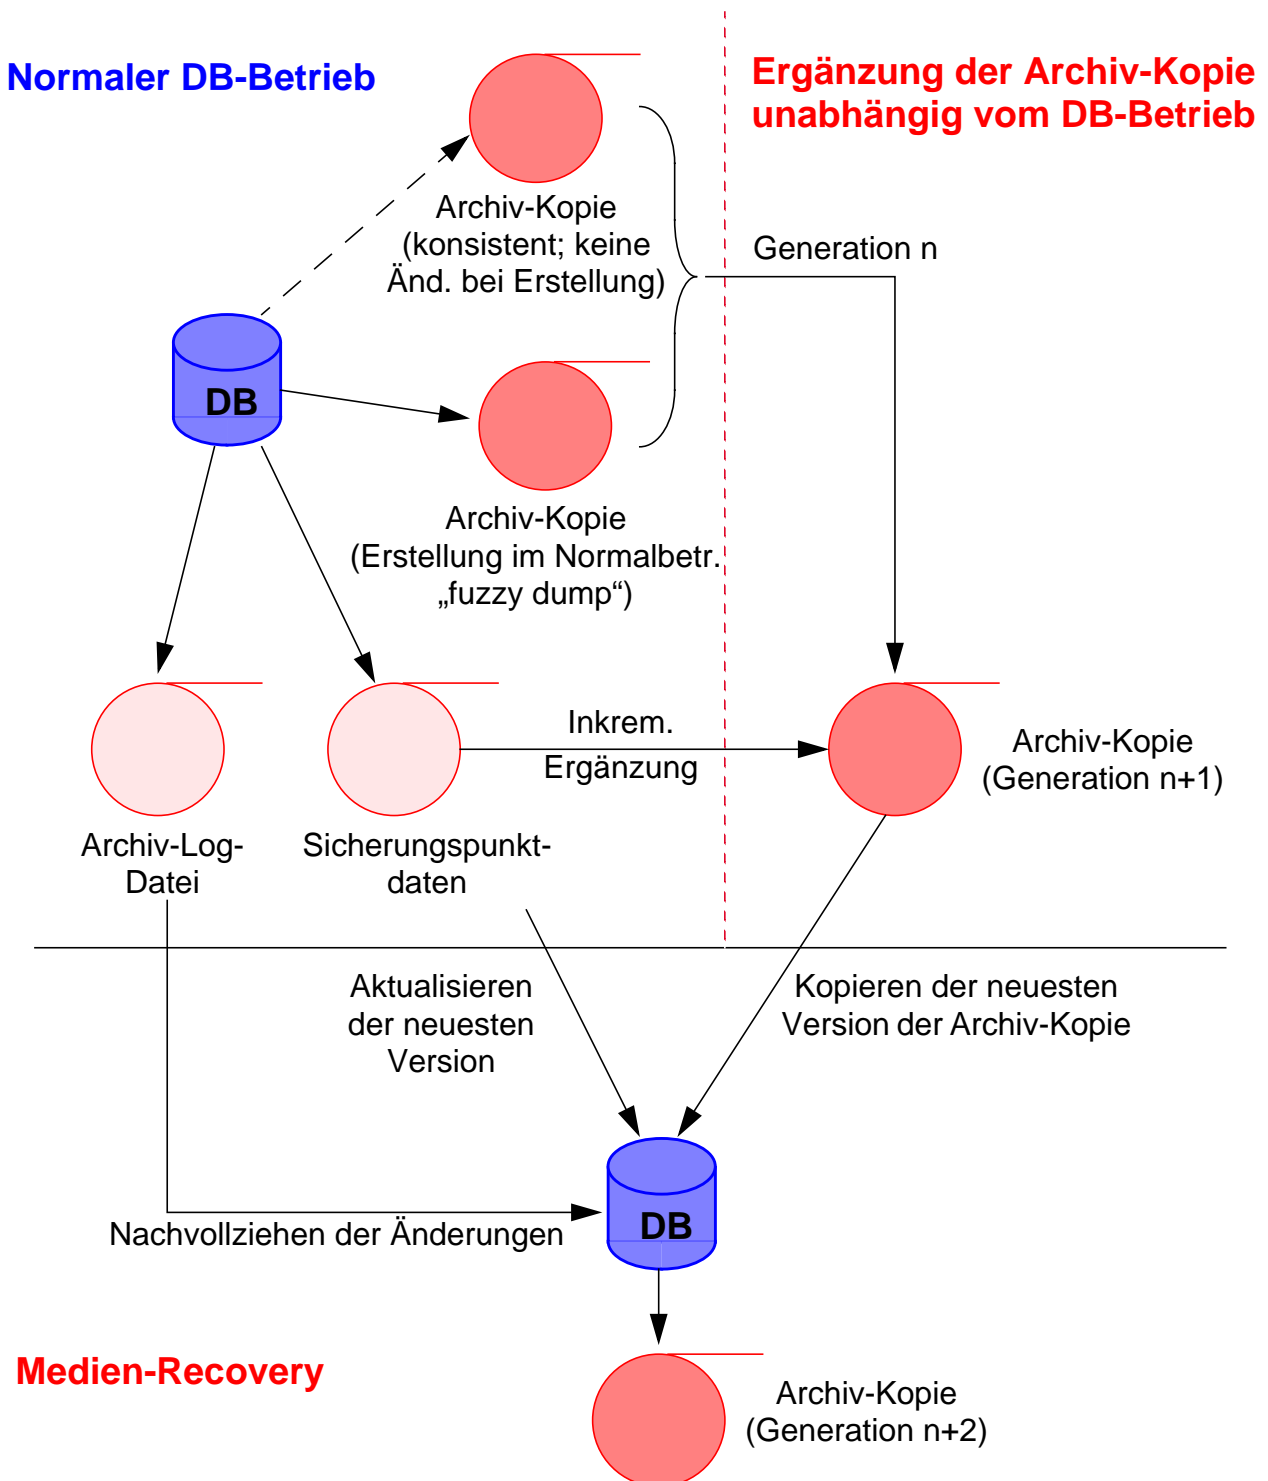 Normaler DB-Betrieb
Ergänzung der Archiv-Kopie
unabhängig vom DB-Betrieb
Archiv-Kopie
(konsistent; keine
Änd. bei Erstellung)
Generation n
DB
Archiv-Kopie
(Erstellung im Normalbetr.
„fuzzy dump“)
Inkrem.
Ergänzung
Archiv-Kopie
(Generation n+1)
Archiv-Log-
Datei
Sicherungspunkt-
daten
Aktualisieren
der neuesten
Version
Kopieren der neuesten
Version der Archiv-Kopie
DB
Nachvollziehen der Änderungen
Medien-Recovery
Archiv-Kopie
(Generation n+2)